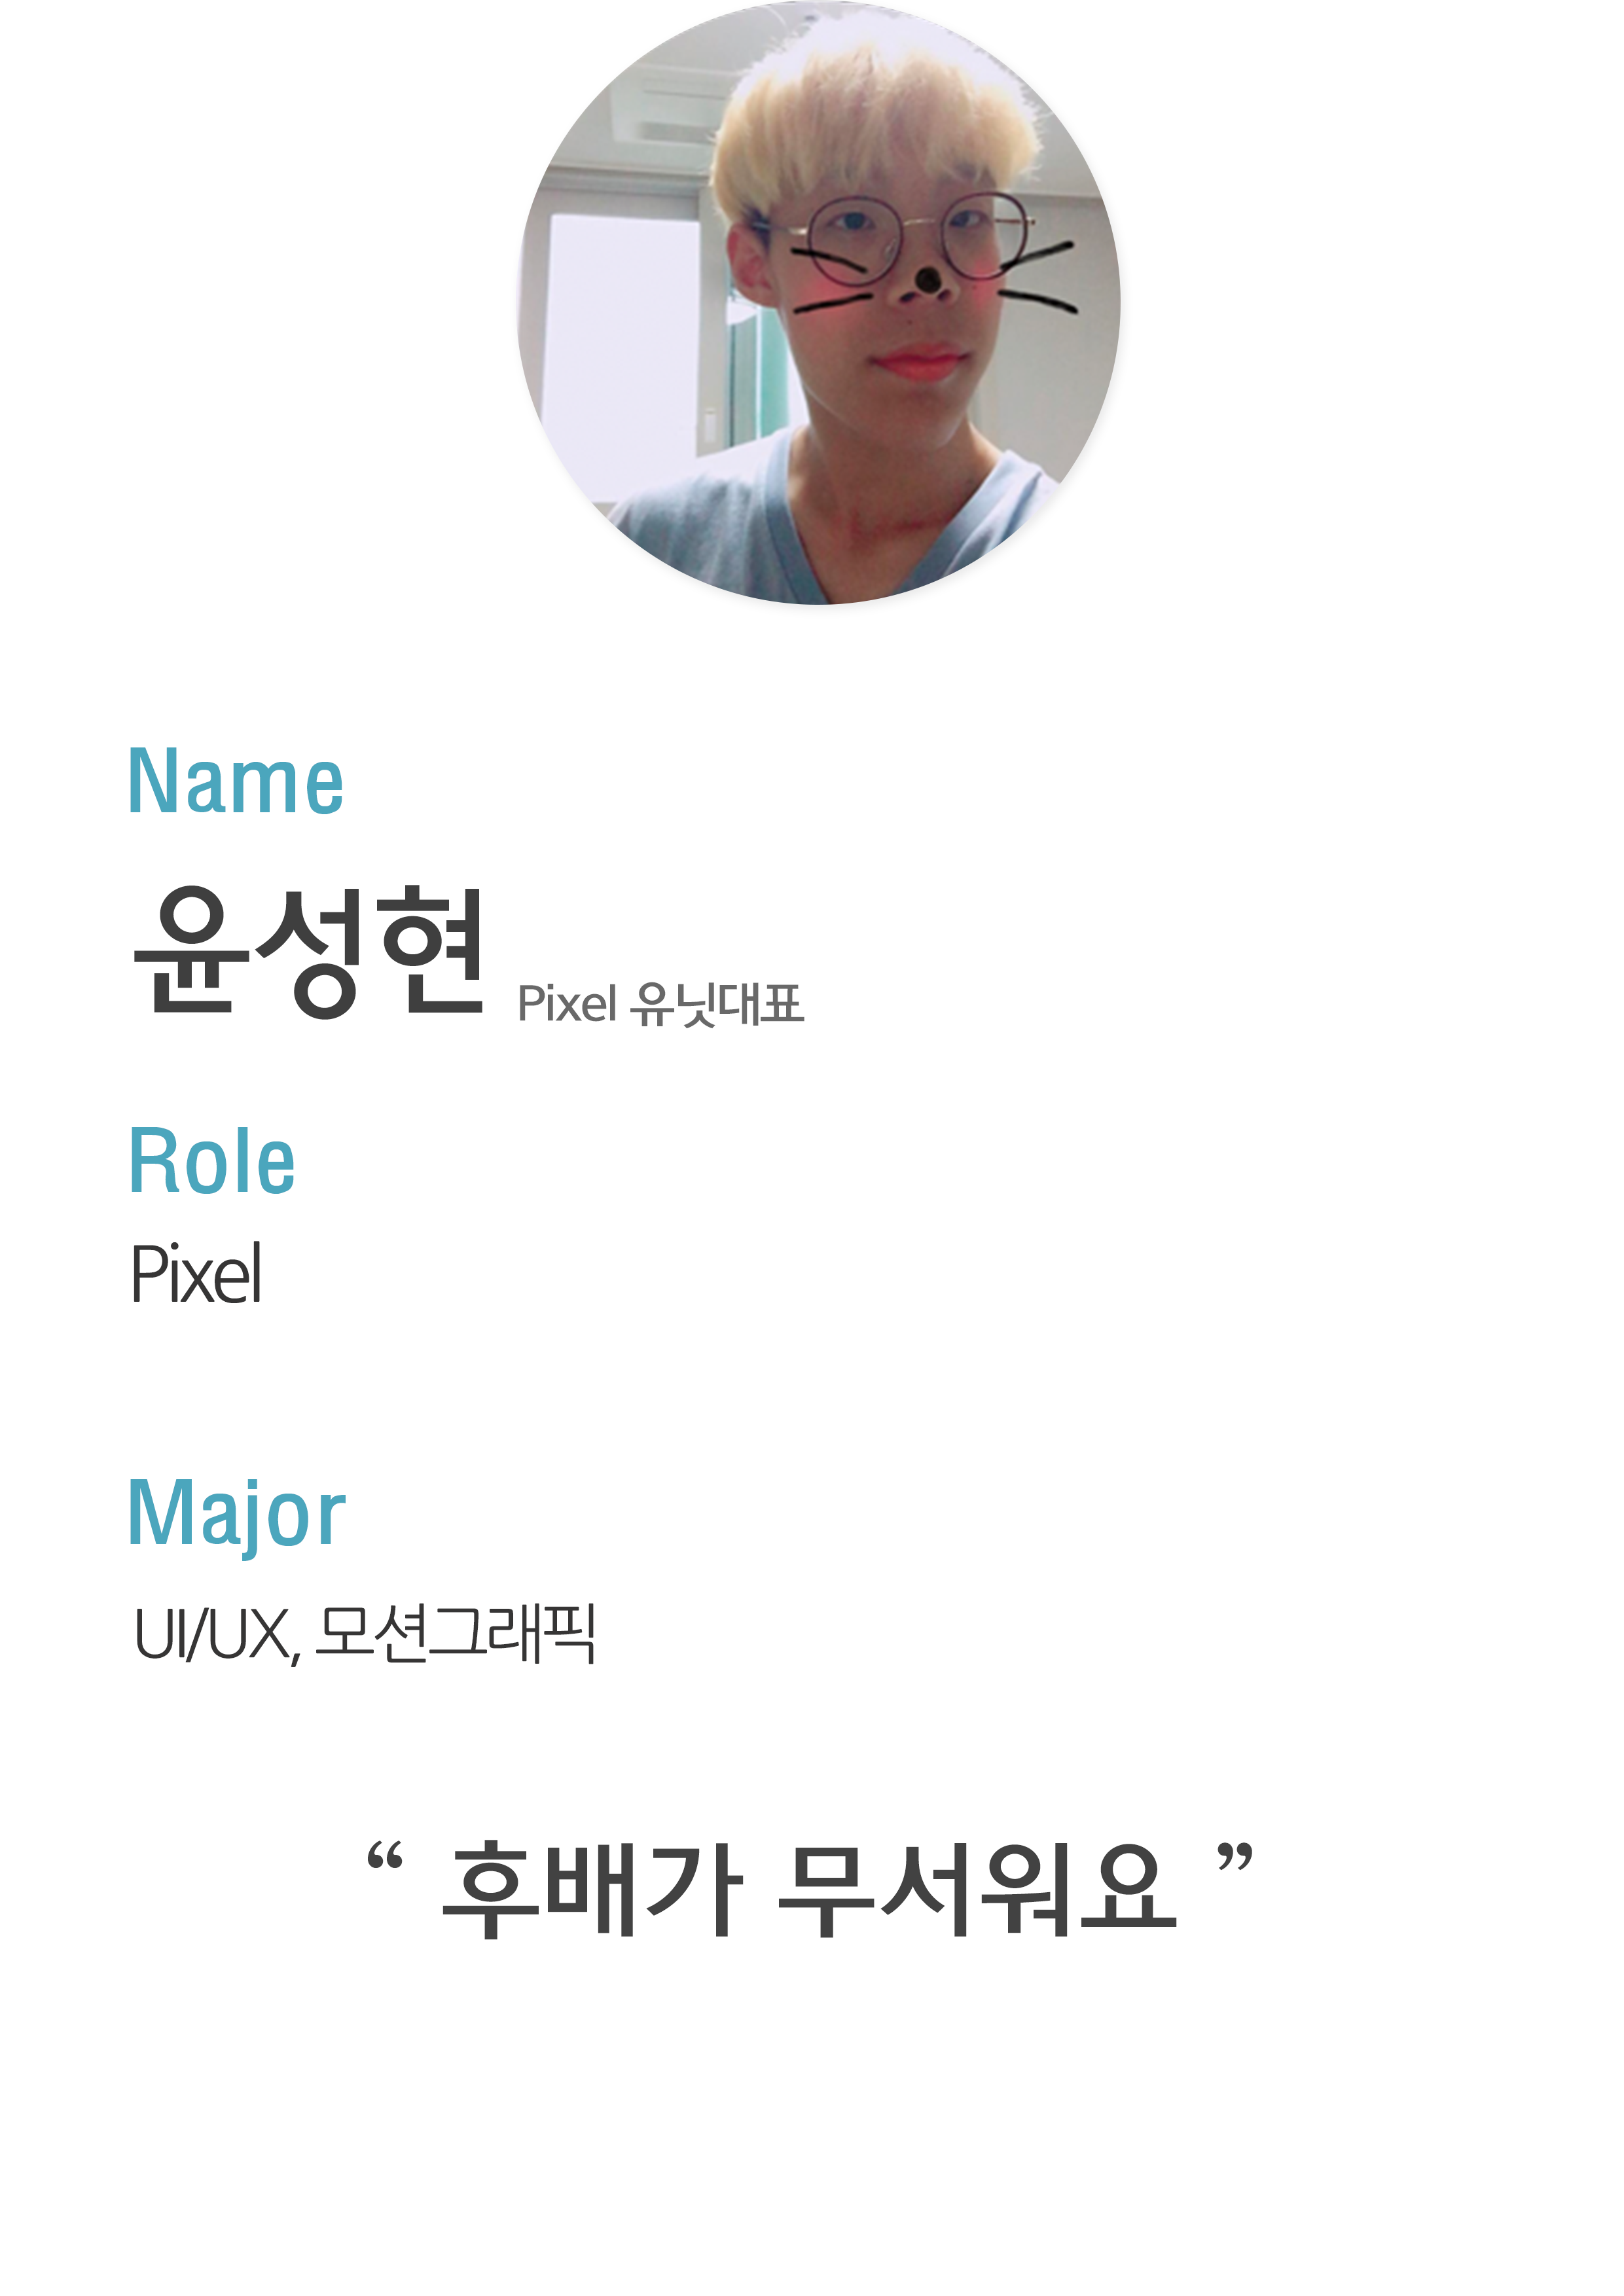 Name
윤성현 Pixel 유닛대표
Role
Pixel
Major
UI/UX, 모션그래픽
“ 후배가 무서워요 ”